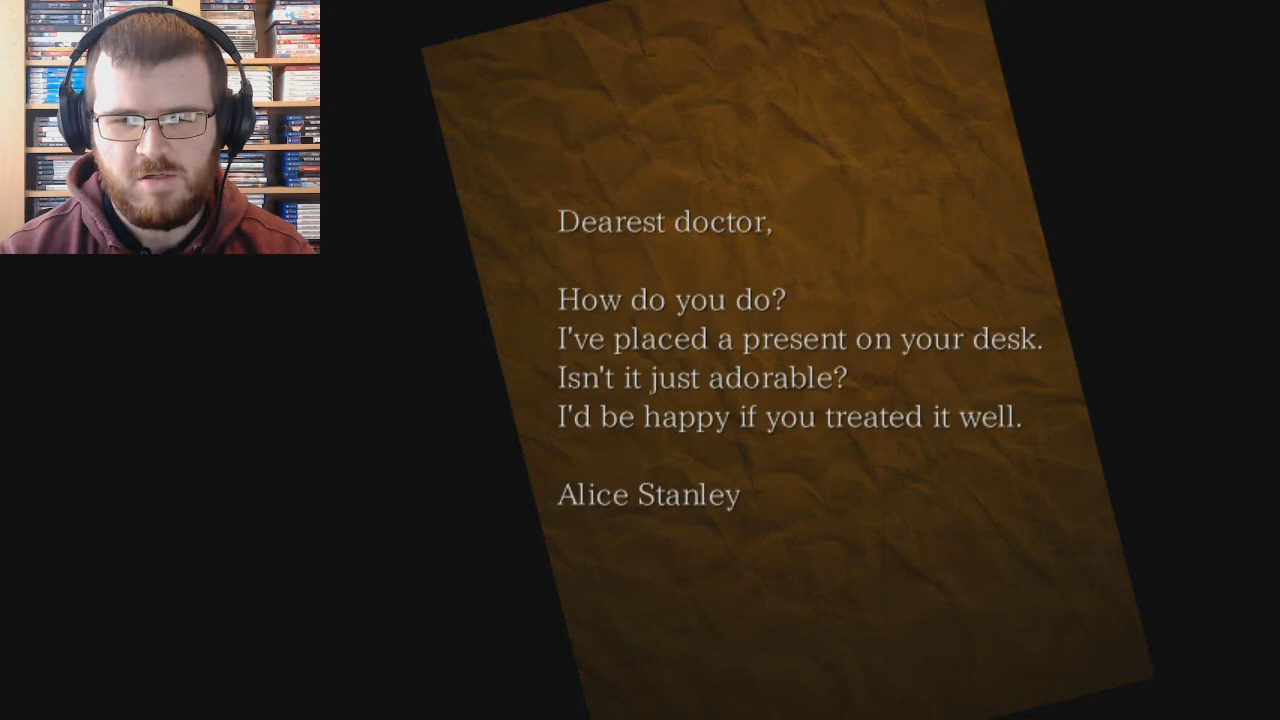 Dearest doctor,
How do you do?
I've placed a present on your desk.
Isn't it just adorable?
I'd be happy if you treated it well.
Alice Stanley